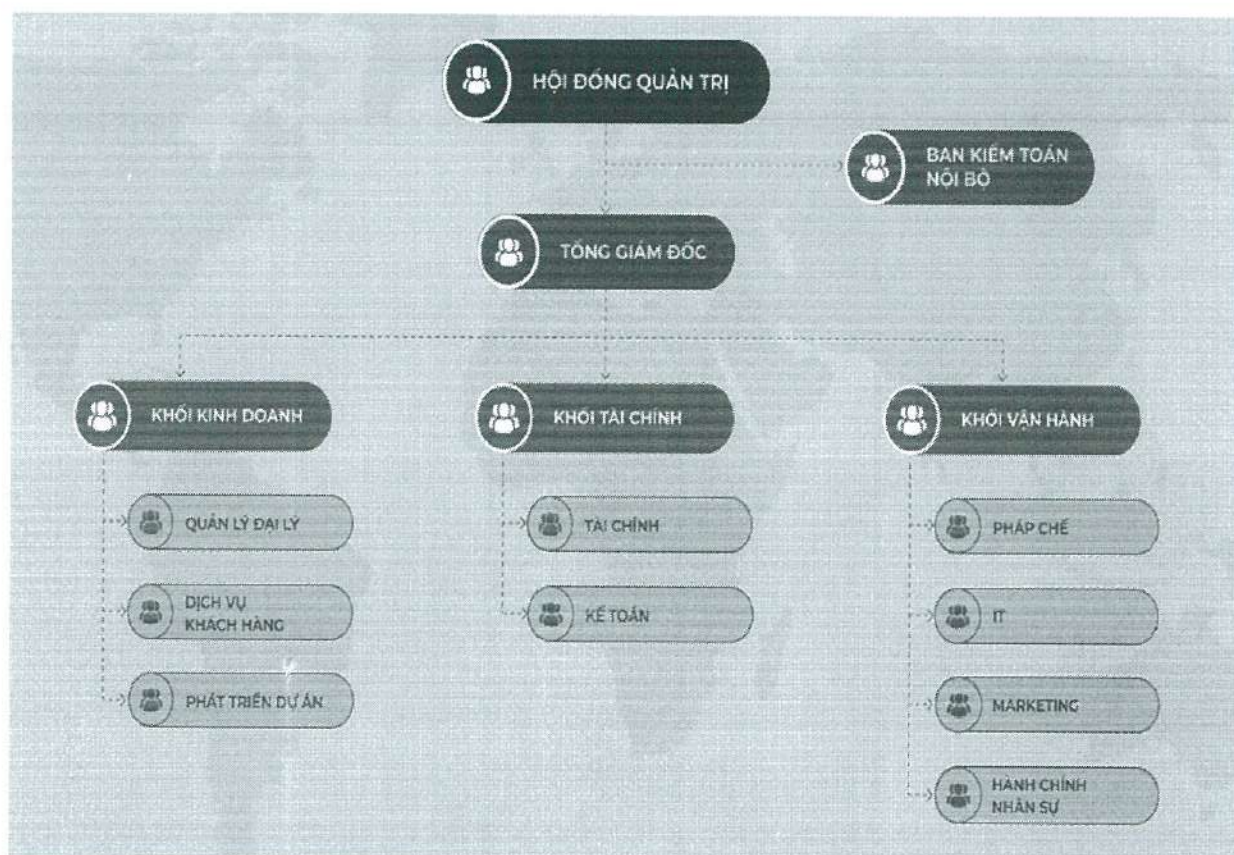 HỘI ĐỒNG QUẢN TRỊ
BAN KIỂM TOÁN
NỘI BỘ
TỔNG GIÁM ĐỐC
KHỐI KINH DOANH
QUẢN LÝ ĐẠI LÝ
DỊCH VỤ
KHÁCH HÀNG
PHÁT TRIỂN DỰ ÁN
KHỐI TÀI CHÍNH
TÀI CHÍNH
KẾ TOÁN
KHỐI VẬN HÀNH
PHÁP CHẾ
IT
MARKETING
HÀNH CHÍNH
NHÂN SỰ